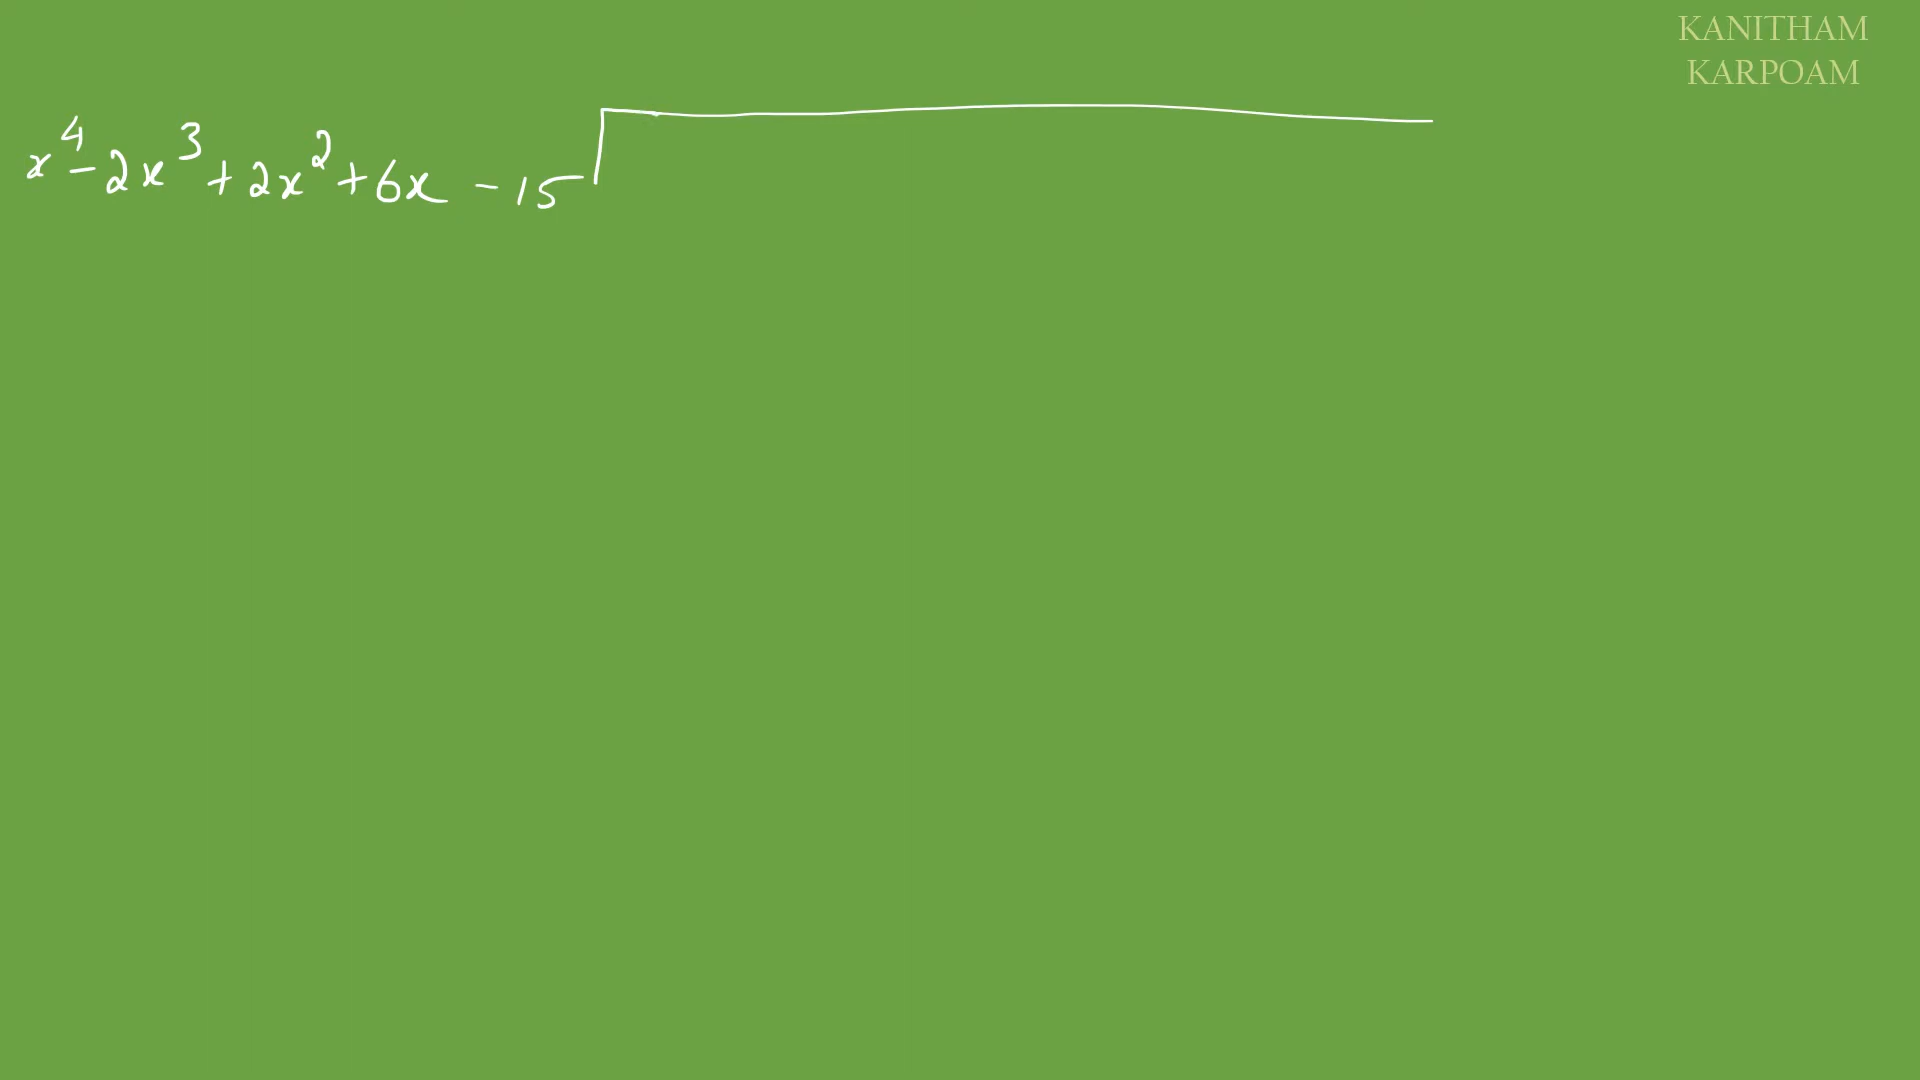 KANITHAM
KARPOAM
x⁴ - 2x³ + 2x² + 6x - 15